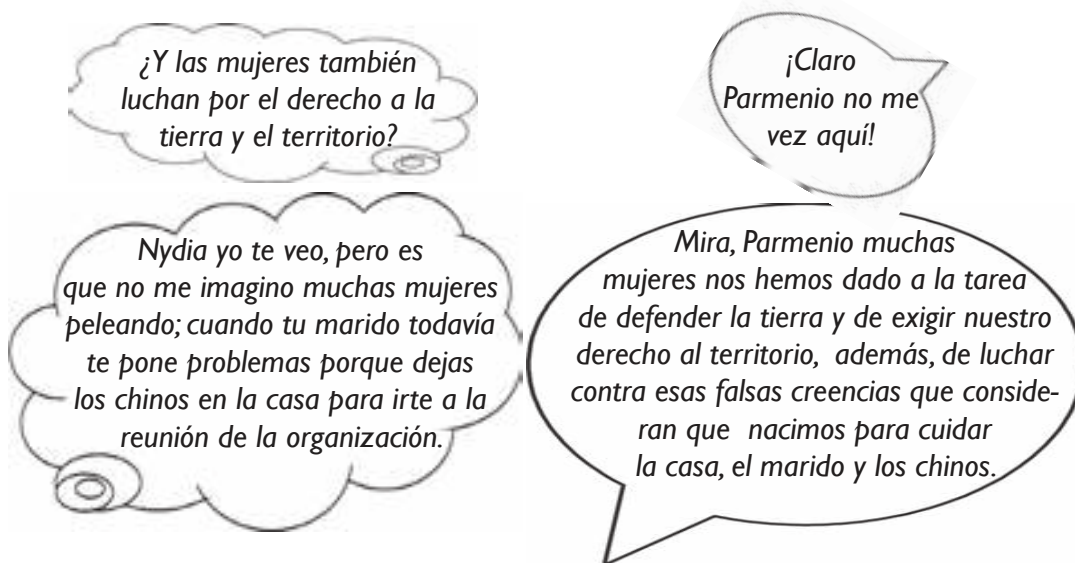 ¿Y las mujeres también
luchan por el derecho a la
tierra y el territorio?
¡Claro
Parmenio no me
vez aquí!
Nydia yo te veo, pero es
que no me imagino muchas mujeres
peleando; cuando tu marido todavía
te pone problemas porque dejas
los chinos en la casa para irte a la
reunión de la organización.
Mira, Parmenio muchas
mujeres nos hemos dado a la tarea
de defender la tierra y de exigir nuestro
derecho al territorio, además, de luchar
contra esas falsas creencias que conside-
ran que nacimos para cuidar
la casa, el marido y los chinos.